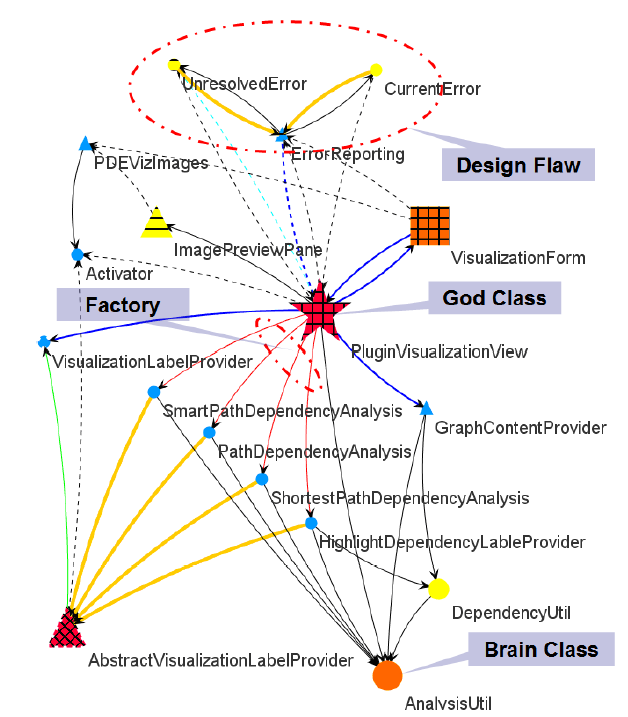 UnresolvedError
CurrentError
ErrorReporting
PDEVizImages
Design Flaw
ImagePreviewPane
VisualizationForm
Activator
Factory
God Class
VisualizationLabelProvider
PluginVisualizationView
SmartPathDependencyAnalysis
GraphContentProvider
PathDependencyAnalysis
ShortestPathDependencyAnalysis
HighlightDependencyLableProvider
DependencyUtil
Brain Class
AbstractVisualizationLabelProvider
AnalysisUtil